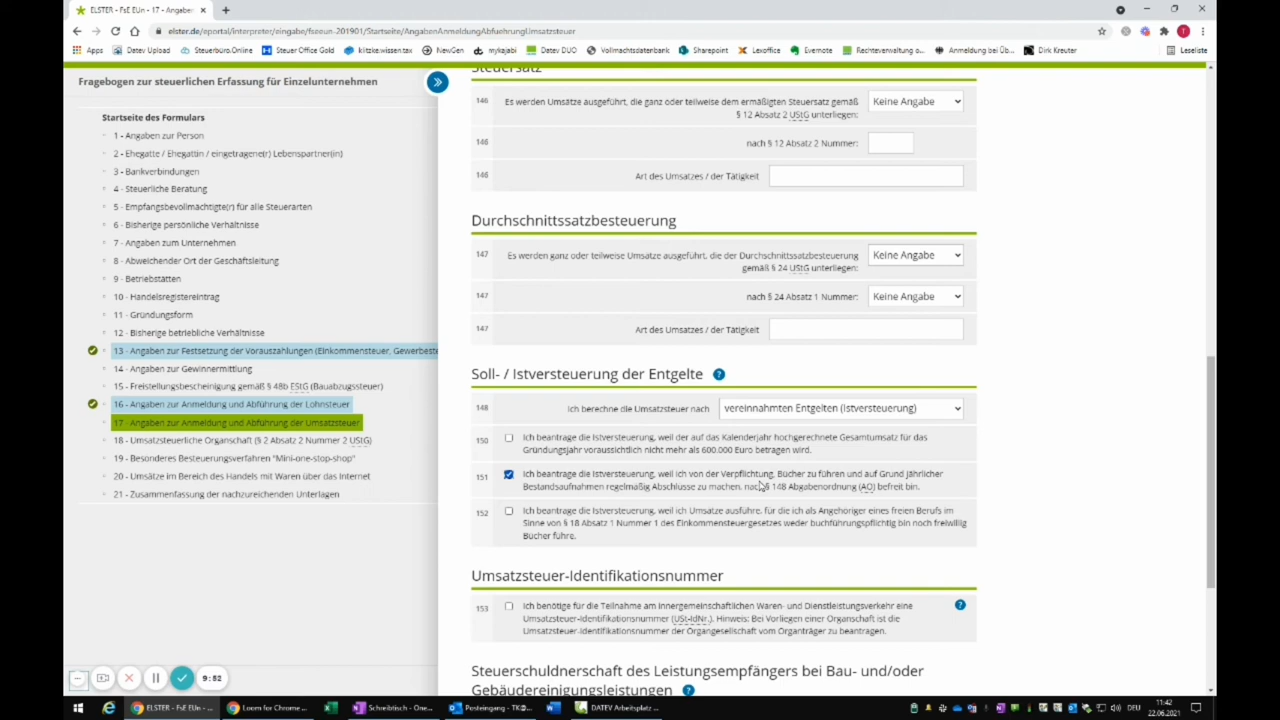 ELSTER - FsE EUn - 17 - Angaben
elster.de/eportal/interpreter/eingabe/fseeun-201901/Startseite/AngabenAnmeldungAbfuehrungUmsatzsteuer
Apps Datev Upload Steuerbüro.Online Steuer Office Gold klitzke.wissen.tax NewGen mykajabi Datev DUO Vollmachtsdatenbank Sharepoint Lexoffice Evernote Rechteverwaltung o... Anmeldung bei Üb... Dirk Kreuter Leseliste
Fragebogen zur steuerlichen Erfassung für Einzelunternehmen
Startseite des Formulars
1 - Angaben zur Person
2 - Ehegatte / Ehegattin / eingetragene(r) Lebenspartner(in)
3 - Bankverbindungen
4 - Steuerliche Beratung
5 - Empfangsbevollmächtigte(r) für alle Steuerarten
6 - Bisherige persönliche Verhältnisse
7 - Angaben zum Unternehmen
8 - Abweichender Ort der Geschäftsleitung
9 - Betriebstätten
10 - Handelsregistereintrag
11 - Gründungsform
12 - Bisherige betriebliche Verhältnisse
13 - Angaben zur Festsetzung der Vorauszahlungen (Einkommensteuer, Gewerbeste
14 - Angaben zur Gewinnermittlung
15 - Freistellungsbescheinigung gemäß § 48b EStG (Bauabzugssteuer)
16 - Angaben zur Anmeldung und Abführung der Lohnsteuer
17 - Angaben zur Anmeldung und Abführung der Umsatzsteuer
18 - Umsatzsteuerliche Organschaft (§ 2 Absatz 2 Nummer 2 UStG)
19 - Besonderes Besteuerungsverfahren "Mini-one-stop-shop"
20 - Umsätze im Bereich des Handels mit Waren über das Internet
21 - Zusammenfassung der nachzureichenden Unterlagen
Steuersatz
146 Es werden Umsätze ausgeführt, die ganz oder teilweise dem ermäßigten Steuersatz gemäß Keine Angabe
§ 12 Absatz 2 UStG unterliegen:
146 nach § 12 Absatz 2 Nummer:
146 Art des Umsatzes / der Tätigkeit
Durchschnittssatzbesteuerung
147 Es werden ganz oder teilweise Umsätze ausgeführt, die der Durchschnittssatzbesteuerung Keine Angabe
gemäß § 24 UStG unterliegen:
147 nach § 24 Absatz 1 Nummer: Keine Angabe
147 Art des Umsatzes / der Tätigkeit
Soll- / Istversteuerung der Entgelte ?
148 Ich berechne die Umsatzsteuer nach vereinnahmten Entgelten (Istversteuerung)
150 Ich beantrage die Istversteuerung, weil der auf das Kalenderjahr hochgerechnete Gesamtumsatz für das
Gründungsjahr voraussichtlich nicht mehr als 600.000 Euro betragen wird.
151 Ich beantrage die Istversteuerung, weil ich von der Verpflichtung, Bücher zu führen und auf Grund jährlicher
Bestandsaufnahmen regelmäßig Abschlüsse zu machen, nach § 148 Abgabenordnung (AO) befreit bin.
152 Ich beantrage die Istversteuerung, weil ich Umsätze ausführe, für die ich als Angehöriger eines freien Berufs im
Sinne von § 18 Absatz 1 Nummer 1 des Einkommensteuergesetzes weder buchführungspflichtig bin noch freiwillig
Bücher führe.
Umsatzsteuer-Identifikationsnummer
153 Ich benötige für die Teilnahme am innergemeinschaftlichen Waren- und Dienstleistungsverkehr eine ?
Umsatzsteuer-Identifikationsnummer (USt-IdNr.). Hinweis: Bei Vorliegen einer Organschaft ist die
Umsatzsteuer-Identifikationsnummer der Organgesellschaft vom Organträger zu beantragen.
Steuerschuldnerschaft des Leistungsempfängers bei Bau- und/oder
Gebäudereinigungsleistungen ?
9:52
ELSTER - FsE EUn -... Loom for Chrome... Schreibtisch - One... Posteingang - TK@... DATEV Arbeitsplatz ... DEU 11:42
22.06.2021